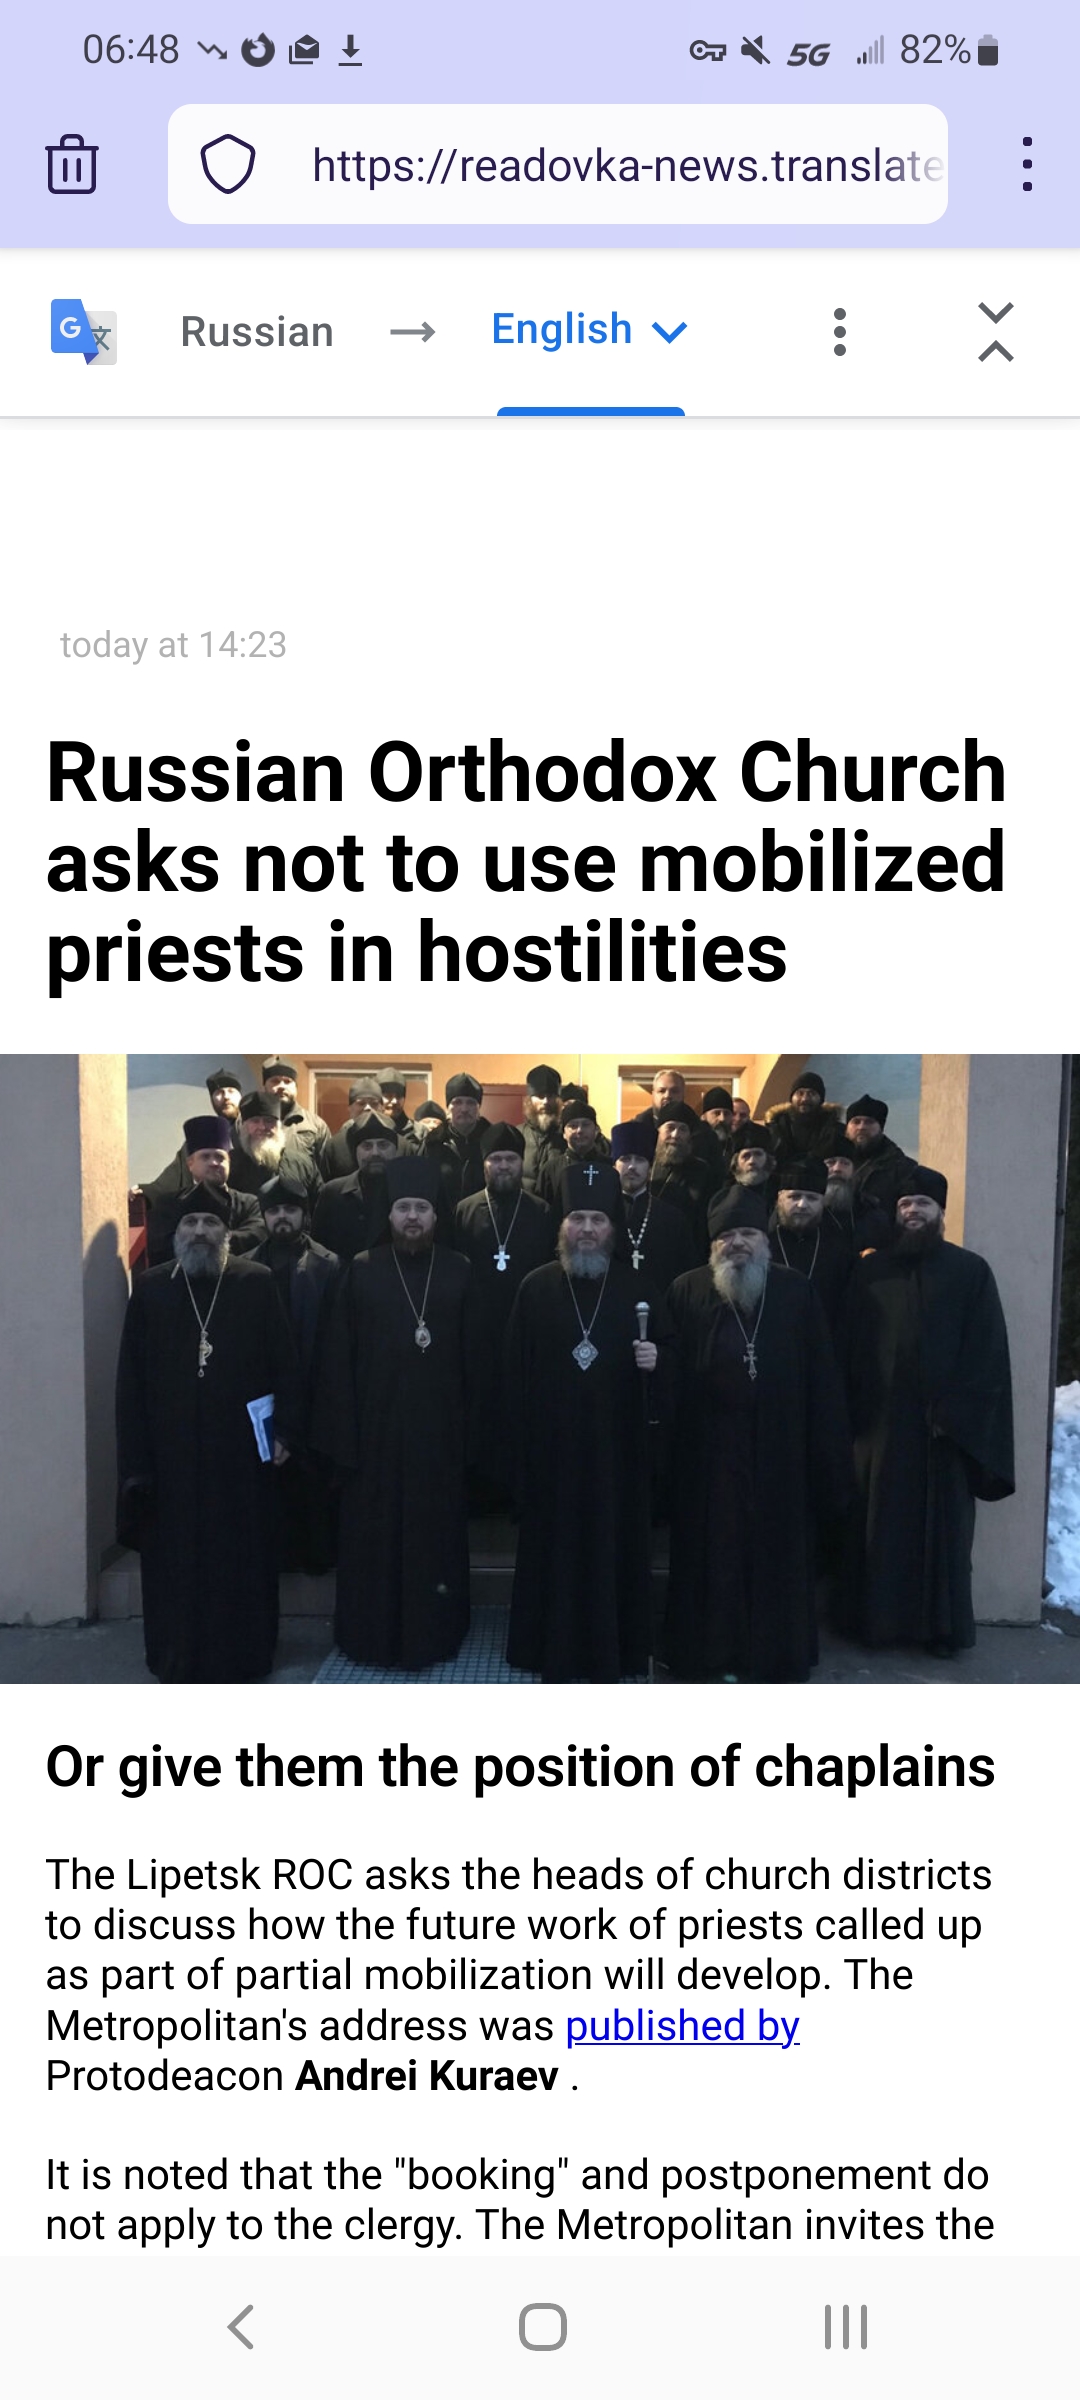 06:48
5G 82%
https://readovka-news.translate
G 文 Russian → English
today at 14:23
Russian Orthodox Church
asks not to use mobilized
priests in hostilities
Or give them the position of chaplains
The Lipetsk ROC asks the heads of church districts
to discuss how the future work of priests called up
as part of partial mobilization will develop. The
Metropolitan's address was published by
Protodeacon Andrei Kuraev .
It is noted that the "booking" and postponement do
not apply to the clergy. The Metropolitan invites the